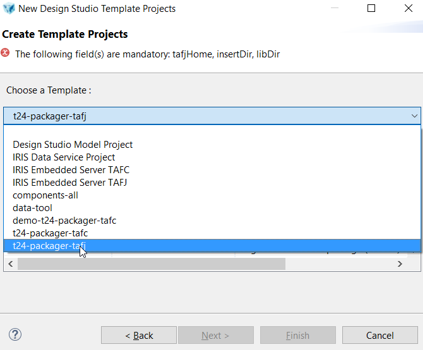 New Design Studio Template Projects
Create Template Projects
The following field(s) are mandatory: tafjHome, insertDir, libDir
Choose a Template :
t24-packager-tafj
Design Studio Model Project
IRIS Data Service Project
IRIS Embedded Server TAFC
IRIS Embedded Server TAFJ
components-all
data-tool
demo-t24-packager-tafc
t24-packager-tafc
t24-packager-tafj
< Back
Next >
Finish
Cancel